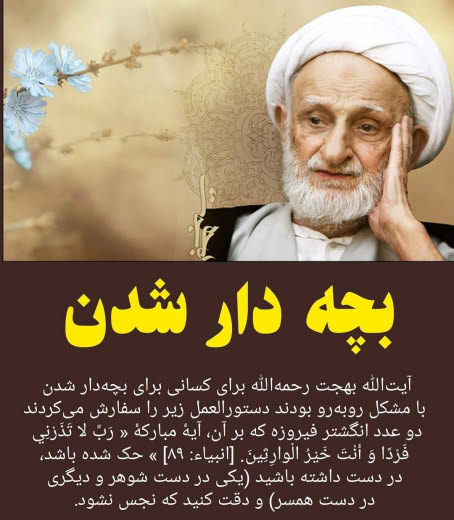 بچه دار شدن
آیت‌الله بهجت رحمه‌الله برای کسانی برای بچه‌دار شدن
با مشکل روبه‌رو بودند دستورالعمل زیر را سفارش می‌کردند
دو عدد انگشتر فیروزه که بر آن، آیهٔ مبارکهٔ « رَبِّ لا تَذَرْنِي
فَرْدًا وَ أَنْتَ خَيْرُ الْوارِثِينَ. [انبیاء: ۸۹] » حک شده باشد،
در دست داشته باشید (یکی در دست شوهر و دیگری
در دست همسر) و دقت کنید که نجس نشود.